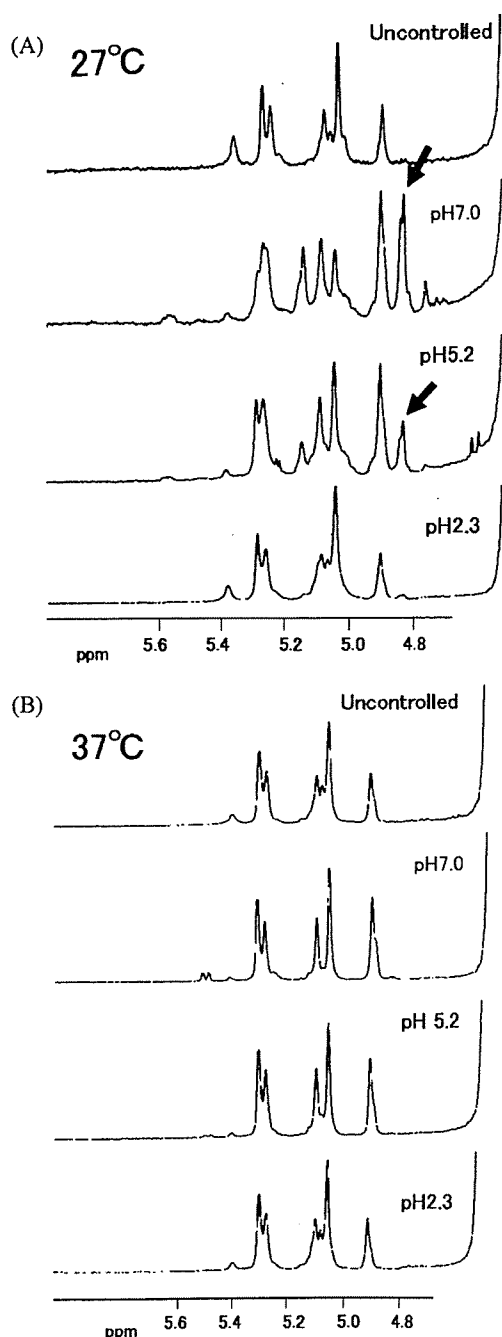 (A)
27°C
Uncontrolled
pH7.0
pH5.2
pH2.3
ppm 5.6 5.4 5.2 5.0 4.8
(B)
37°C
Uncontrolled
pH7.0
pH 5.2
pH2.3
ppm 5.6 5.4 5.2 5.0 4.8